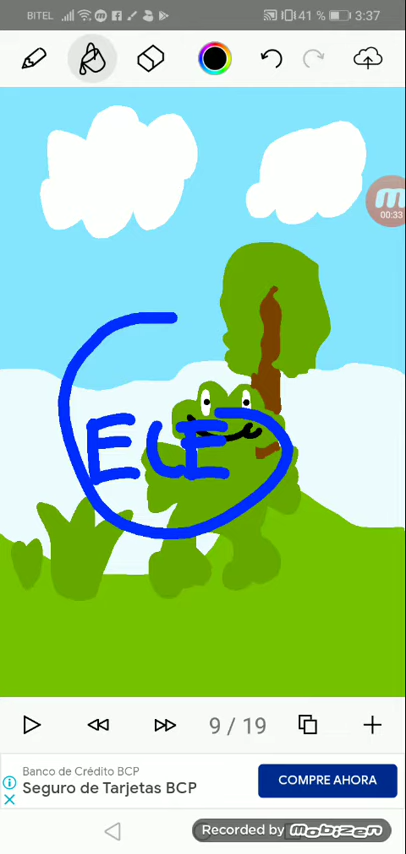 BITEL 41 % 3:37
00:33
ELE
9 / 19
Banco de Crédito BCP
Seguro de Tarjetas BCP
COMPRE AHORA
Recorded by mobizen